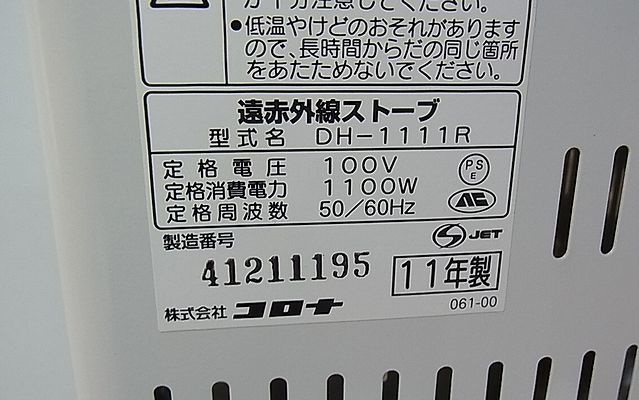 が十分注意してください。
●低温やけどのおそれがありますので、長時間からだの同じ箇所をあたためないでください。
遠赤外線ストーブ
型式名 DH-1111R
定格電圧 100V
定格消費電力 1100W
定格周波数 50/60Hz
PS
E
製造番号
S JET
41211195
11年製
株式会社 コロナ
061-00